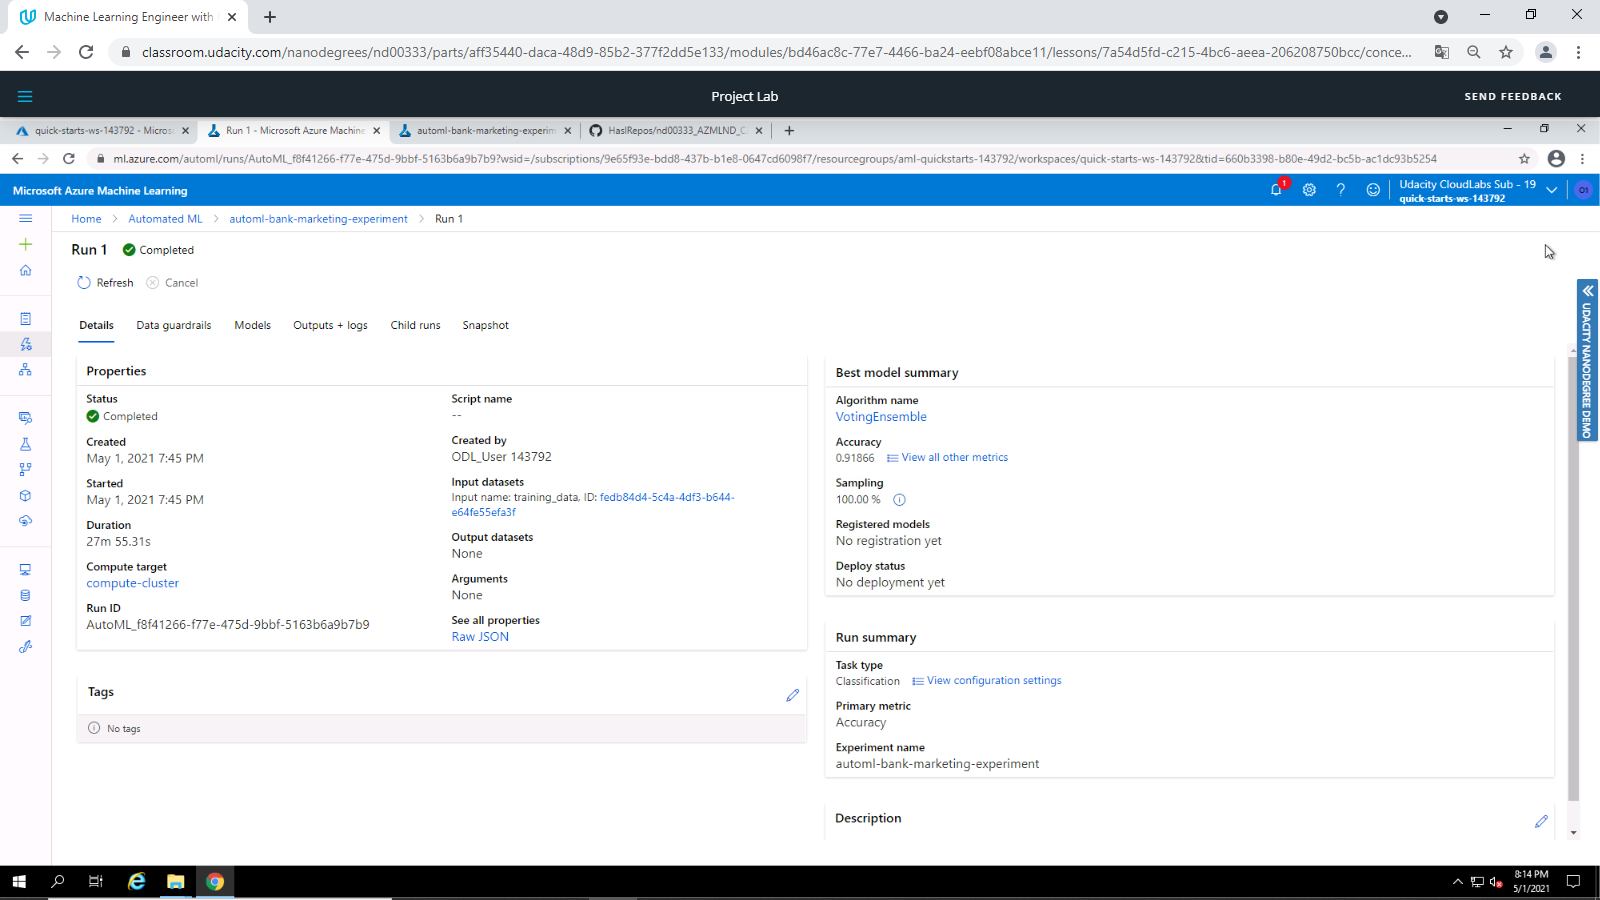 Machine Learning Engineer with
classroom.udacity.com/nanodegrees/nd00333/parts/aff35440-daca-48d9-85b2-377f2dd5e133/modules/bd46ac8c-77e7-4466-ba24-eebf08abce11/lessons/7a54d5fd-c215-4bc6-aeea-206208750bcc/conce...
Project Lab
SEND FEEDBACK
quick-starts-ws-143792 - Micros
Run 1 - Microsoft Azure Machine
automl-bank-marketing-experim
HaslRepos/nd00333_AZMLND_C
ml.azure.com/automl/runs/AutoML_f8f41266-f77e-475d-9bbf-5163b6a9b7b9?wsid=/subscriptions/9e65f93e-bdd8-437b-b1e8-0647cd6098f7/resourcegroups/aml-quickstarts-143792/workspaces/quick-starts-ws-143792&tid=660b3398-b80e-49d2-bc5b-ac1dc93b5254
Microsoft Azure Machine Learning
1
?
Udacity CloudLabs Sub - 19
quick-starts-ws-143792
O1
Home > Automated ML > automl-bank-marketing-experiment > Run 1
Run 1 Completed
Refresh Cancel
Details Data guardrails Models Outputs + logs Child runs Snapshot
UDACITY NANODEGREE DEMO
Properties
Status
Completed
Created
May 1, 2021 7:45 PM
Started
May 1, 2021 7:45 PM
Duration
27m 55.31s
Compute target
compute-cluster
Run ID
AutoML_f8f41266-f77e-475d-9bbf-5163b6a9b7b9
Script name
--
Created by
ODL_User 143792
Input datasets
Input name: training_data, ID: fedb84d4-5c4a-4df3-b644-
e64fe55efa3f
Output datasets
None
Arguments
None
See all properties
Raw JSON
Tags
No tags
Best model summary
Algorithm name
VotingEnsemble
Accuracy
0.91866 View all other metrics
Sampling
100.00 %
Registered models
No registration yet
Deploy status
No deployment yet
Run summary
Task type
Classification View configuration settings
Primary metric
Accuracy
Experiment name
automl-bank-marketing-experiment
Description
8:14 PM
5/1/2021